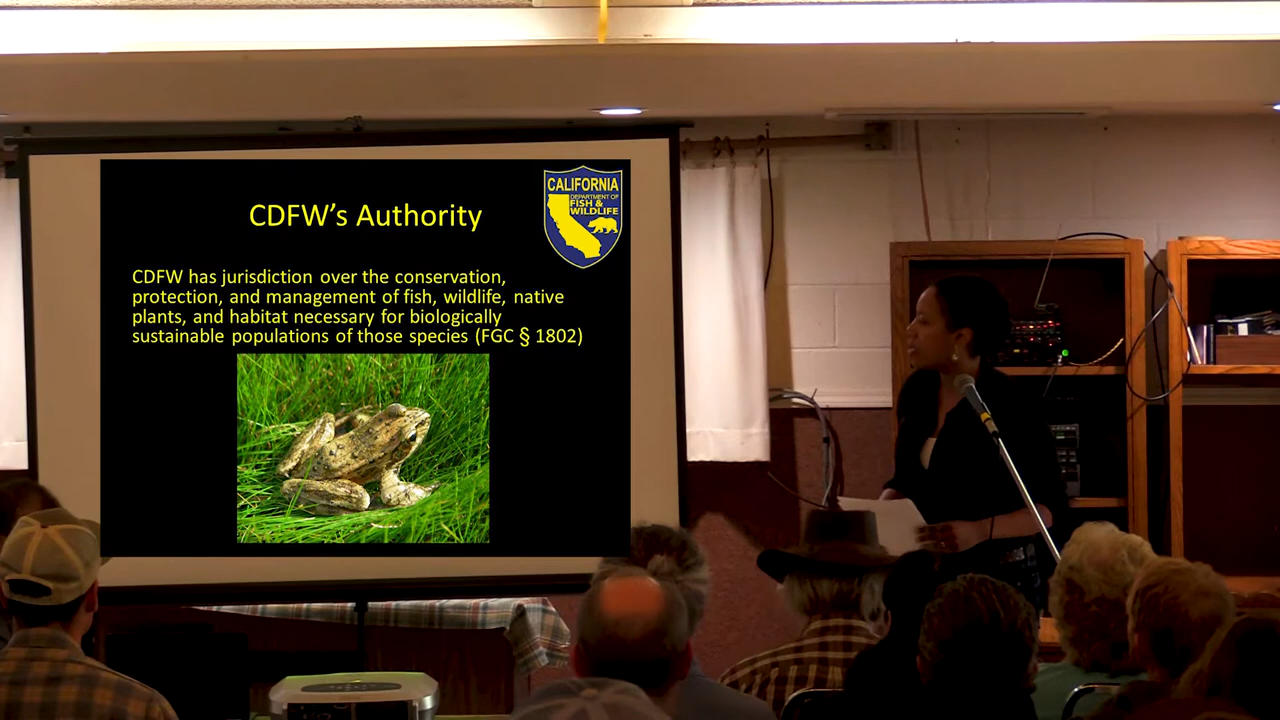 CALIFORNIA
DEPARTMENT OF
FISH &
WILDLIFE
CDFW’s Authority
CDFW has jurisdiction over the conservation,
protection, and management of fish, wildlife, native
plants, and habitat necessary for biologically
sustainable populations of those species (FGC § 1802)